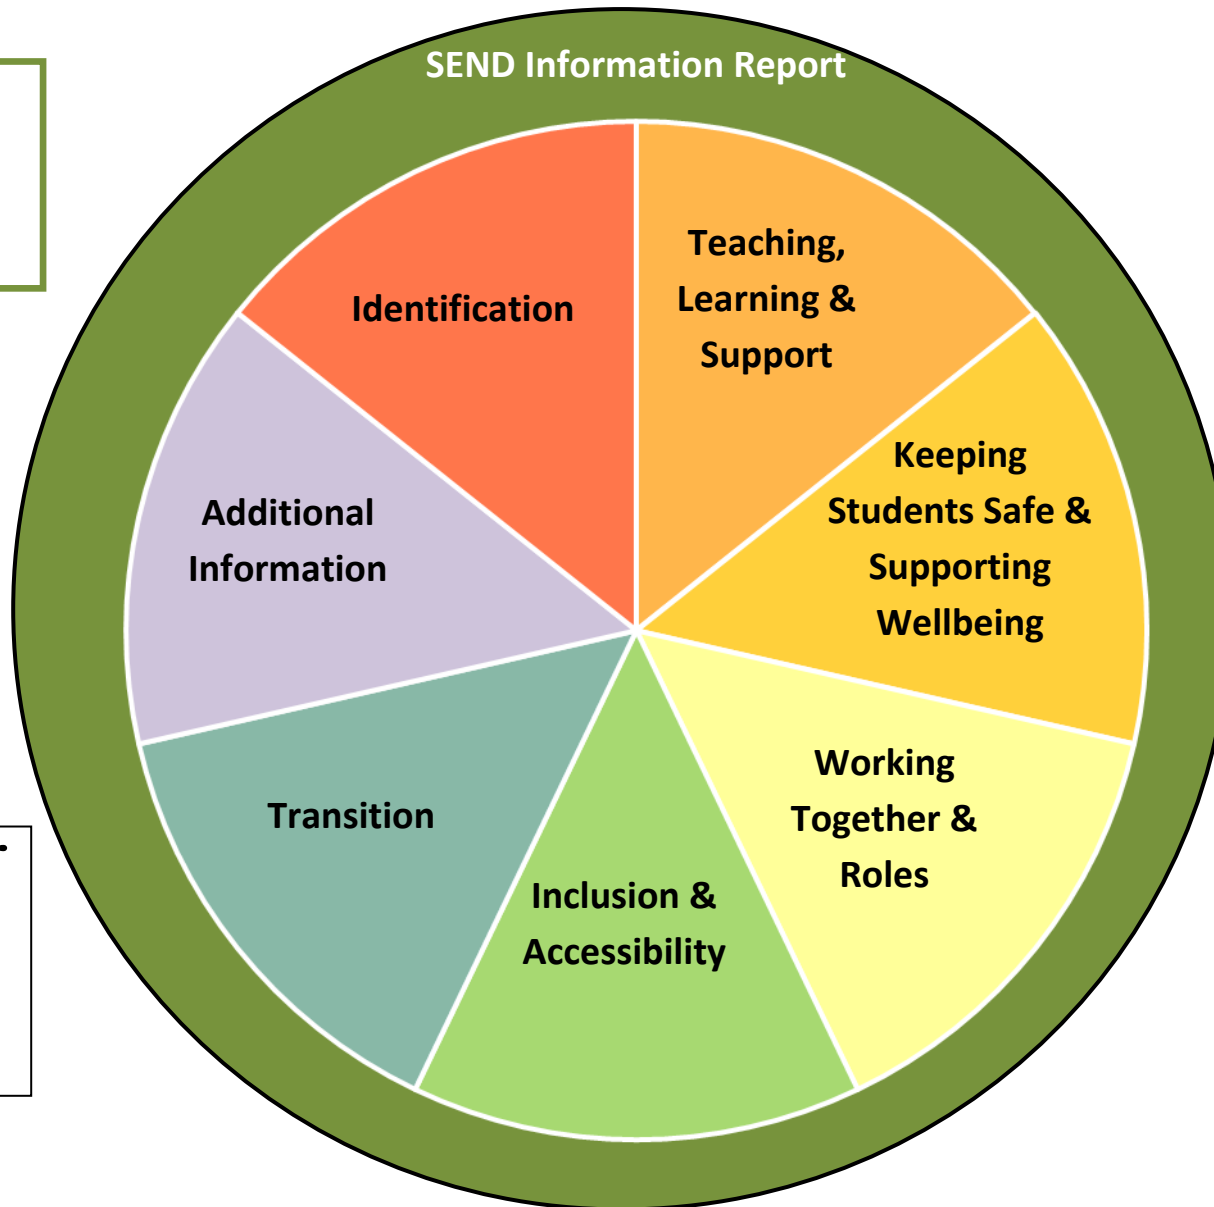 SEND Information Report
Identification
Teaching,
Learning &
Support
Keeping
Students Safe &
Supporting
Wellbeing
Working
Together &
Roles
Inclusion &
Accessibility
Transition
Additional
Information